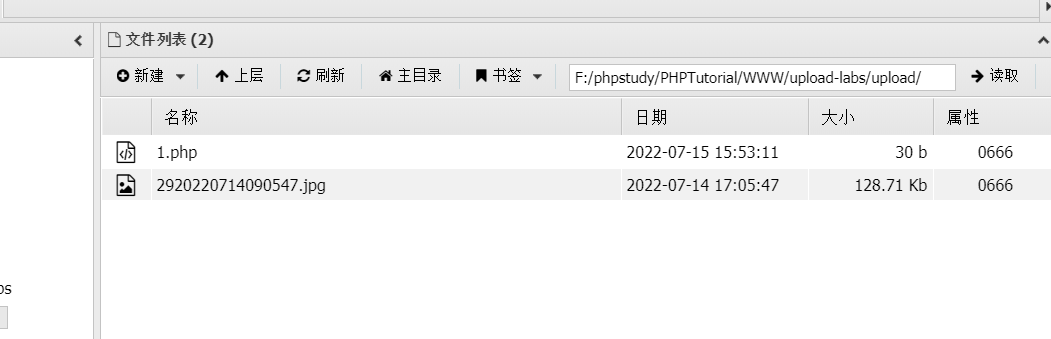 文件列表 (2)
新建 上层 刷新 主目录 书签 F:/phpstudy/PHPTutorial/WWW/upload-labs/upload/ 读取
名称 日期 大小 属性
1.php 2022-07-15 15:53:11 30 b 0666
2920220714090547.jpg 2022-07-14 17:05:47 128.71 Kb 0666